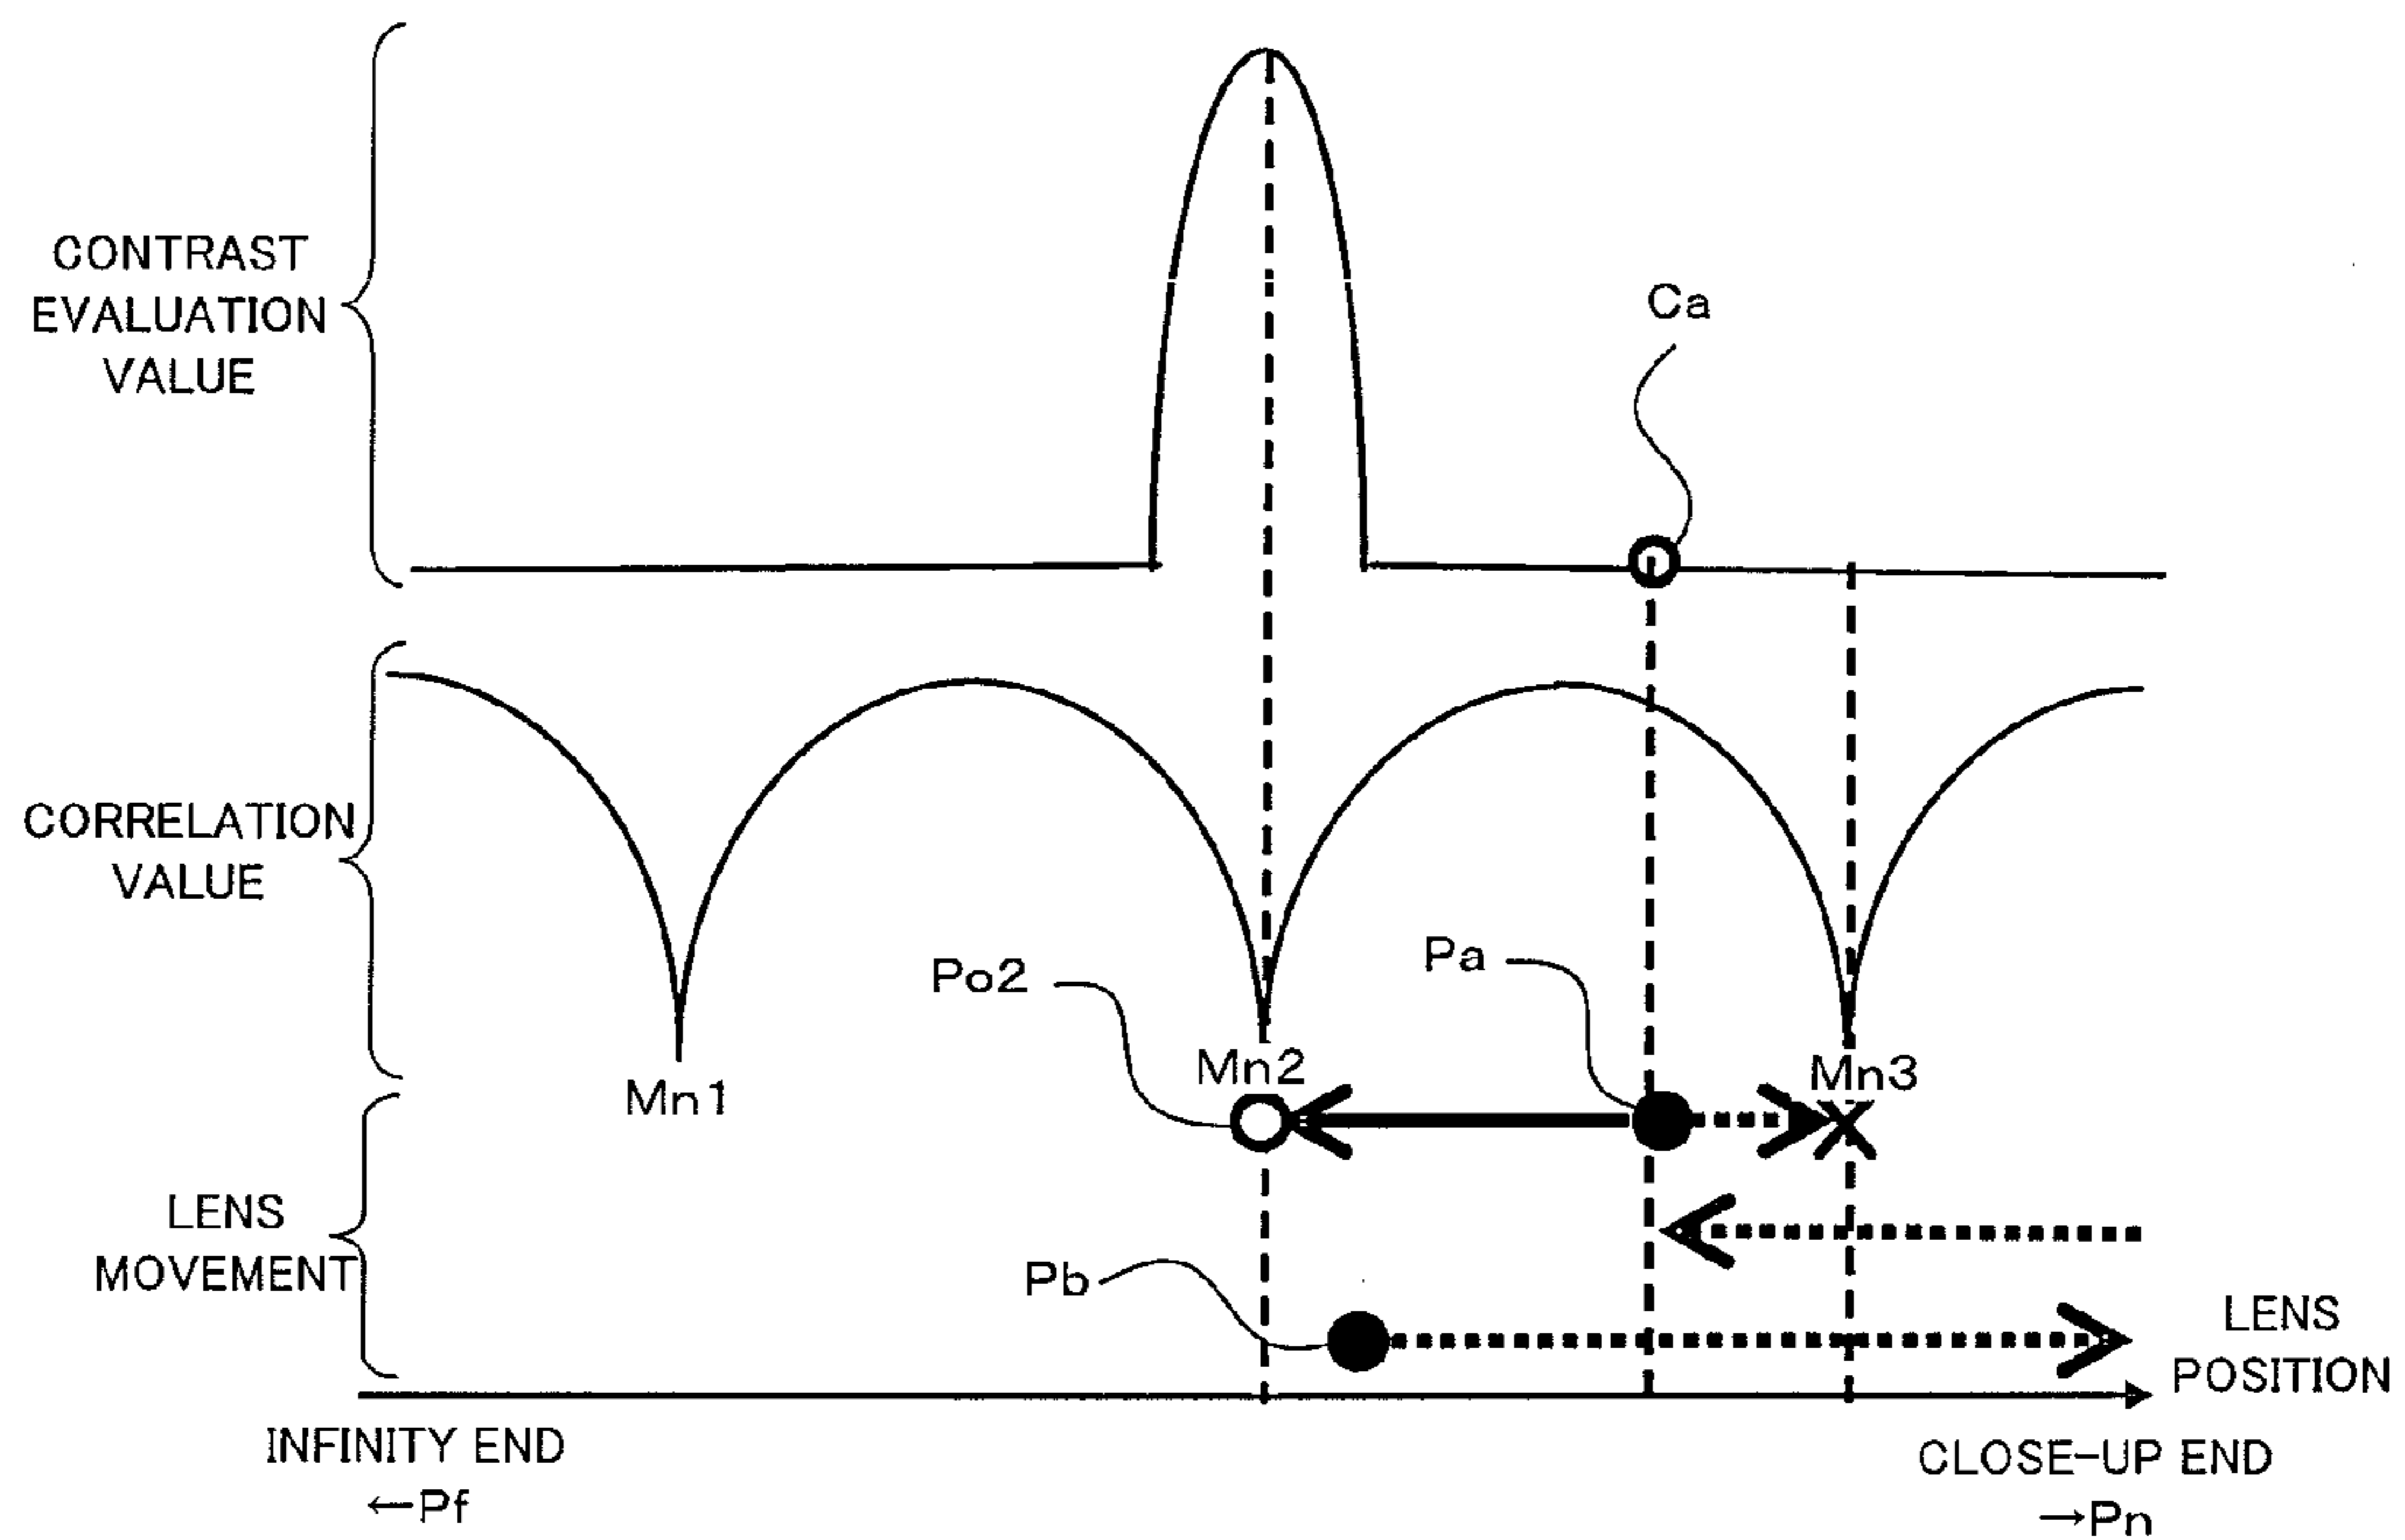 CONTRAST
EVALUATION
VALUE
Ca
CORRELATION
VALUE
Po2
Pa
Mn1
Mn2
Mn3
LENS
MOVEMENT
Pb
LENS
POSITION
INFINITY END
←Pf
CLOSE-UP END
→Pn